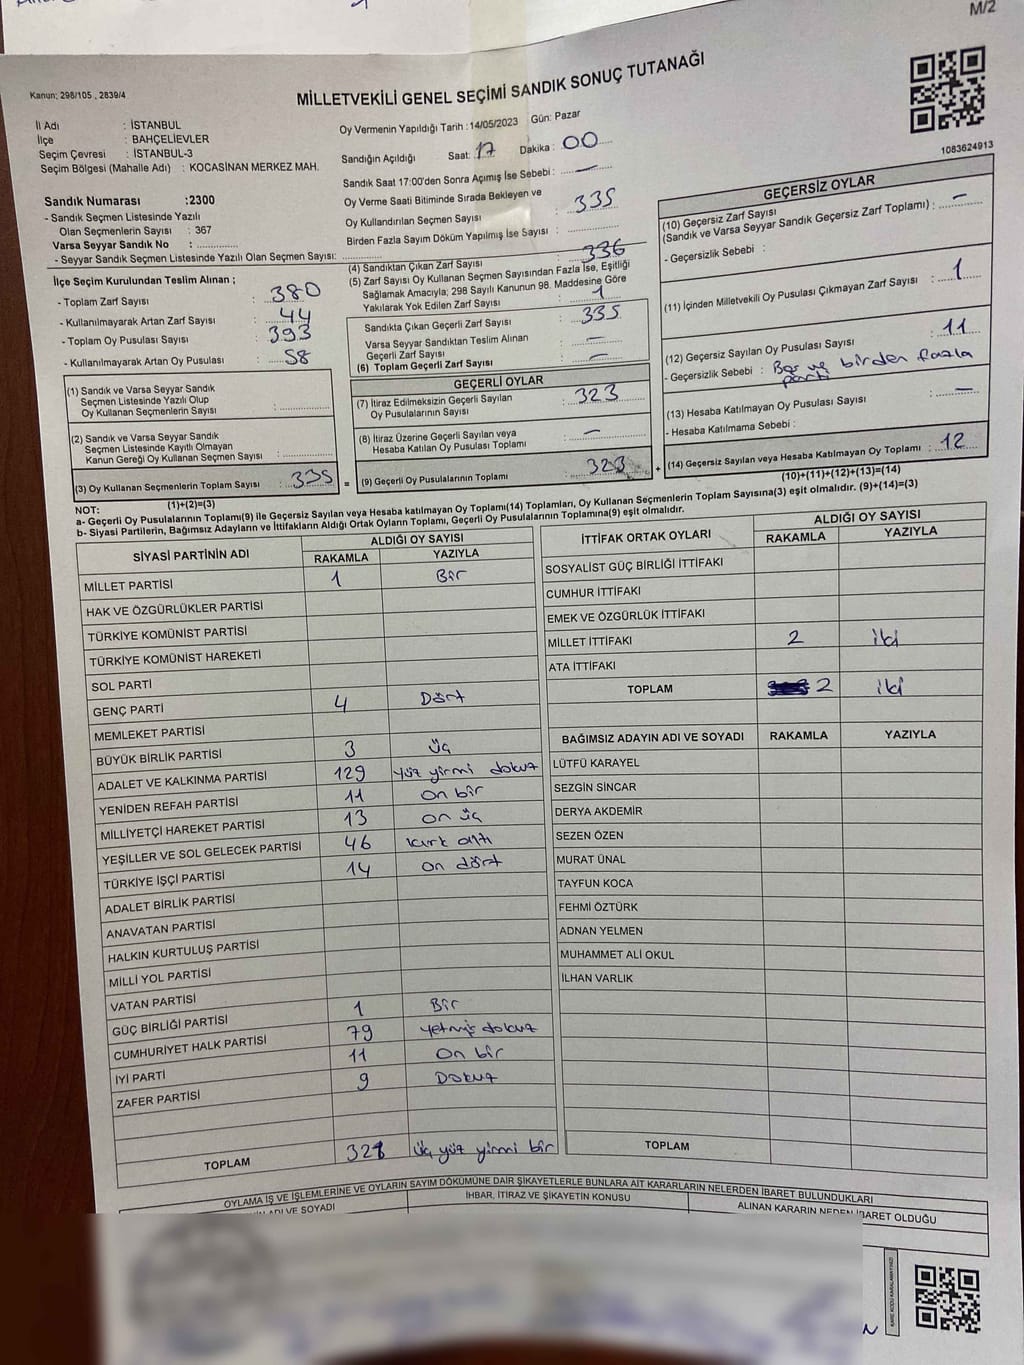 M/2
Kanun; 298/105 , 2839/4
MİLLETVEKİLİ GENEL SEÇİMİ SANDIK SONUÇ TUTANAĞI
1083624913
İl Adı : İSTANBUL
İlçe : BAHÇELİEVLER
Seçim Çevresi : İSTANBUL-3
Seçim Bölgesi (Mahalle Adı) : KOCASİNAN MERKEZ MAH.
Sandık Numarası :2300
- Sandık Seçmen Listesinde Yazılı
Olan Seçmenlerin Sayısı : 367
Varsa Seyyar Sandık No :
- Seyyar Sandık Seçmen Listesinde Yazılı Olan Seçmen Sayısı:
Oy Vermenin Yapıldığı Tarih : 14/05/2023 Gün: Pazar
Sandığın Açıldığı Saat: 17 Dakika : 00
Sandık Saat 17:00'den Sonra Açımış İse Sebebi : —
Oy Verme Saati Bitiminde Sırada Bekleyen ve
Oy Kullandırılan Seçmen Sayısı : 335
Birden Fazla Sayım Döküm Yapılmış İse Sayısı :
İlçe Seçim Kurulundan Teslim Alınan ;
- Toplam Zarf Sayısı : 380
- Kullanılmayarak Artan Zarf Sayısı : 44
- Toplam Oy Pusulası Sayısı : 393
- Kullanılmayarak Artan Oy Pusulası : 58
(1) Sandık ve Varsa Seyyar Sandık
Seçmen Listesinde Yazılı Olup
Oy Kullanan Seçmenlerin Sayısı :
(2) Sandık ve Varsa Seyyar Sandık
Seçmen Listesinde Kayıtlı Olmayan
Kanun Gereği Oy Kullanan Seçmen Sayısı :
(3) Oy Kullanan Seçmenlerin Toplam Sayısı : 335
(1)+(2)=(3)
(4) Sandıktan Çıkan Zarf Sayısı : 336
(5) Zarf Sayısı Oy Kullanan Seçmen Sayısından Fazla İse, Eşitliği
Sağlamak Amacıyla; 298 Sayılı Kanunun 98. Maddesine Göre
Yakılarak Yok Edilen Zarf Sayısı : 1
Sandıkta Çıkan Geçerli Zarf Sayısı : 335
Varsa Seyyar Sandıktan Teslim Alınan
Geçerli Zarf Sayısı : —
(6) Toplam Geçerli Zarf Sayısı : —
GEÇERLİ OYLAR
(7) İtiraz Edilmeksizin Geçerli Sayılan
Oy Pusulalarının Sayısı : 323
(8) İtiraz Üzerine Geçerli Sayılan veya
Hesaba Katılan Oy Pusulası Toplamı : —
= (9) Geçerli Oy Pusulalarının Toplamı : 323
GEÇERSİZ OYLAR
(10) Geçersiz Zarf Sayısı
(Sandık ve Varsa Seyyar Sandık Geçersiz Zarf Toplamı) : —
- Geçersizlik Sebebi :
(11) İçinden Milletvekili Oy Pusulası Çıkmayan Zarf Sayısı : 1
(12) Geçersiz Sayılan Oy Pusulası Sayısı : 11
- Geçersizlik Sebebi : Boş ve birden fazla
parti
(13) Hesaba Katılmayan Oy Pusulası Sayısı : —
- Hesaba Katılmama Sebebi :
+ (14) Geçersiz Sayılan veya Hesaba Katılmayan Oy Toplamı : 12
(10)+(11)+(12)+(13)=(14)
NOT:
a- Geçerli Oy Pusulalarının Toplamı(9) ile Geçersiz Sayılan veya Hesaba katılmayan Oy Toplamı(14) Toplamları, Oy Kullanan Seçmenlerin Toplam Sayısına(3) eşit olmalıdır. (9)+(14)=(3)
b- Siyasi Partilerin, Bağımsız Adayların ve İttifakların Aldığı Ortak Oyların Toplamı, Geçerli Oy Pusulalarının Toplamına(9) eşit olmalıdır.
SİYASİ PARTİNİN ADI ALDIĞI OY SAYISI
RAKAMLA YAZIYLA
MİLLET PARTİSİ 1 Bir
HAK VE ÖZGÜRLÜKLER PARTİSİ
TÜRKİYE KOMÜNİST PARTİSİ
TÜRKİYE KOMÜNİST HAREKETİ
SOL PARTİ
GENÇ PARTİ 4 Dört
MEMLEKET PARTİSİ
BÜYÜK BİRLİK PARTİSİ 3 üç
ADALET VE KALKINMA PARTİSİ 129 yüz yirmi dokuz
YENİDEN REFAH PARTİSİ 11 on bir
MİLLİYETÇİ HAREKET PARTİSİ 13 on üç
YEŞİLLER VE SOL GELECEK PARTİSİ 46 kırk altı
TÜRKİYE İŞÇİ PARTİSİ 14 on dört
ADALET BİRLİK PARTİSİ
ANAVATAN PARTİSİ
HALKIN KURTULUŞ PARTİSİ
MİLLİ YOL PARTİSİ
VATAN PARTİSİ
GÜÇ BİRLİĞİ PARTİSİ 1 Bir
CUMHURİYET HALK PARTİSİ 79 yetmiş dokuz
İYİ PARTİ 11 On bir
ZAFER PARTİSİ 9 Dokuz
TOPLAM 321 üç yüz yirmi bir
İTTİFAK ORTAK OYLARI ALDIĞI OY SAYISI
RAKAMLA YAZIYLA
SOSYALİST GÜÇ BİRLİĞİ İTTİFAKI
CUMHUR İTTİFAKI
EMEK VE ÖZGÜRLÜK İTTİFAKI
MİLLET İTTİFAKI 2 iki
ATA İTTİFAKI
TOPLAM 2 iki
BAĞIMSIZ ADAYIN ADI VE SOYADI RAKAMLA YAZIYLA
LÜTFÜ KARAYEL
SEZGİN SİNCAR
DERYA AKDEMİR
SEZEN ÖZEN
MURAT ÜNAL
TAYFUN KOCA
FEHMİ ÖZTÜRK
ADNAN YELMEN
MUHAMMET ALİ OKUL
İLHAN VARLIK
TOPLAM
OYLAMA İŞ VE İŞLEMLERİNE VE OYLARIN SAYIM DÖKÜMÜNE DAİR ŞİKAYETLERLE BUNLARA AİT KARARLARIN NELERDEN İBARET BULUNDUKLARI
ADI VE SOYADI İHBAR, İTİRAZ VE ŞİKAYETİN KONUSU ALINAN KARARIN NEDEN İBARET OLDUĞU